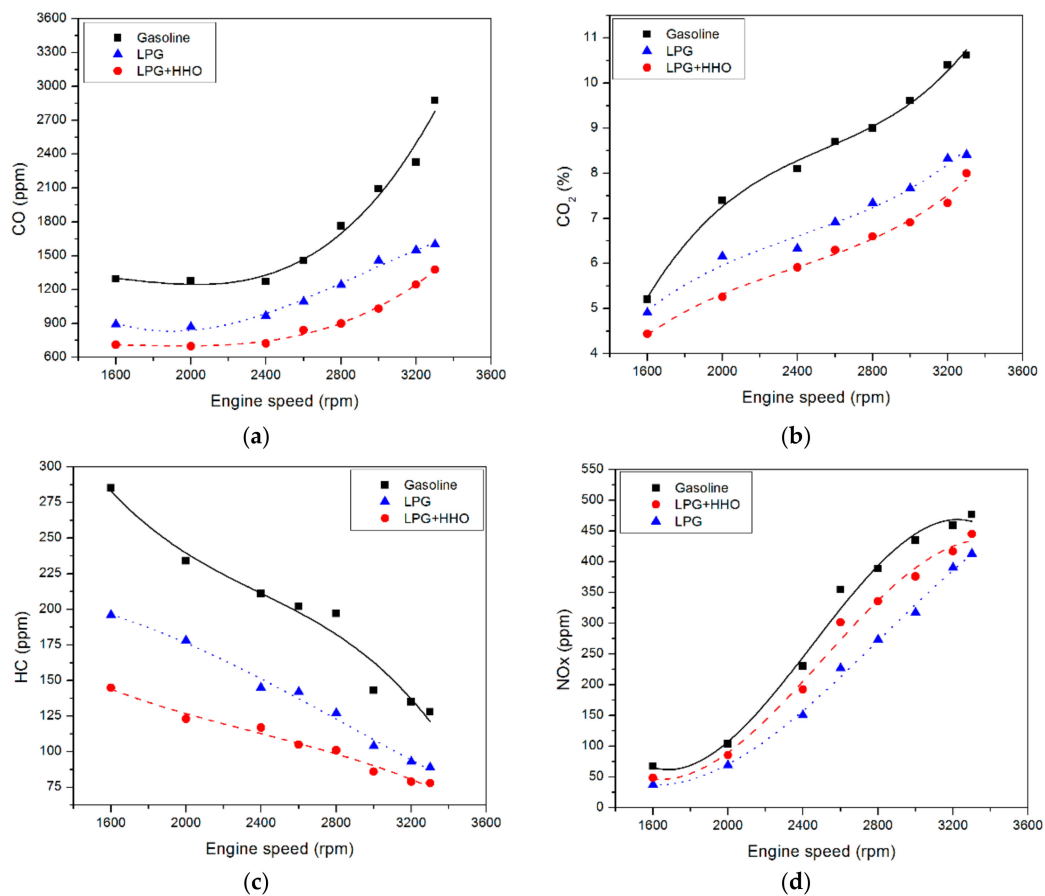 3600
3300
3000
2700
2400
2100
1800
1500
1200
900
600
CO (ppm)
Gasoline
LPG
LPG+HHO
1600 2000 2400 2800 3200 3600
Engine speed (rpm)
(a)
11
10
9
8
7
6
5
4
CO₂ (%)
Gasoline
LPG
LPG+HHO
1600 2000 2400 2800 3200 3600
Engine speed (rpm)
(b)
300
275
250
225
200
175
150
125
100
75
HC (ppm)
Gasoline
LPG
LPG+HHO
1600 2000 2400 2800 3200 3600
Engine speed (rpm)
(c)
550
500
450
400
350
300
250
200
150
100
50
0
NOx (ppm)
Gasoline
LPG+HHO
LPG
1600 2000 2400 2800 3200 3600
Engine speed (rpm)
(d)